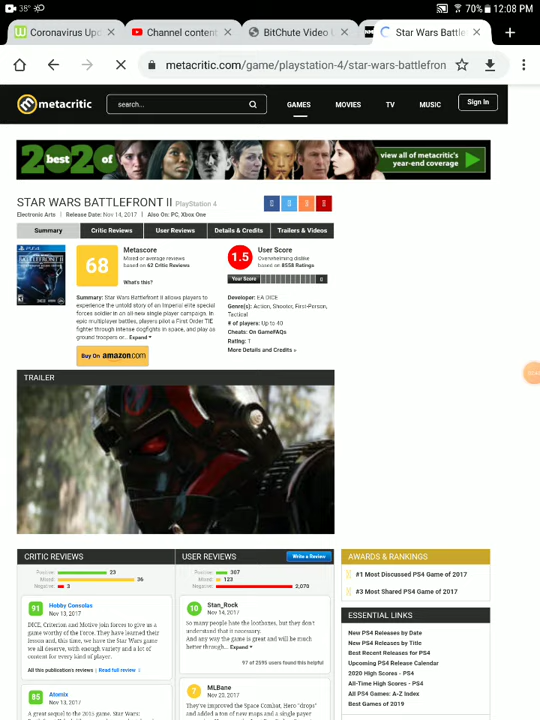 38°
70% 12:08 PM
Coronavirus Upd
Channel content
BitChute Video U
Star Wars Battle
metacritic.com/game/playstation-4/star-wars-battlefron
metacritic
search...
GAMES
MOVIES
TV
MUSIC
Sign In
2020 best of
view all of metacritic's
year-end coverage
STAR WARS BATTLEFRONT II PlayStation 4
Electronic Arts | Release Date: Nov 14, 2017 | Also On: PC, Xbox One
Summary
Critic Reviews
User Reviews
Details & Credits
Trailers & Videos
68
Metascore
Mixed or average reviews
based on 62 Critic Reviews
What's this?
1.5
User Score
Overwhelming dislike
based on 8558 Ratings
Your Score
0
Summary: Star Wars Battlefront II allows players to
experience the untold story of an Imperial elite special
forces soldier in an all-new single player campaign. In
epic multiplayer battles, players pilot a First Order TIE
fighter through intense dogfights in space, and play as
ground troopers or... Expand
Buy On amazon.com
Developer: EA DICE
Genre(s): Action, Shooter, First-Person,
Tactical
# of players: Up to 40
Cheats: On GameFAQs
Rating: T
More Details and Credits »
TRAILER
CRITIC REVIEWS
Positive: 23
Mixed: 36
Negative: 3
91
Hobby Consolas
Nov 13, 2017
DICE, Criterion and Motive join forces to give us a
game worthy of the Force. They have learned their
lessons and, this time, we have the Star Wars game
we all deserve, with enough variety and a lot of
content for every kind of player.
All this publication's reviews | Read full review
85
Atomix
Nov 13, 2017
A great sequel to the 2015 game. Star Wars:
USER REVIEWS
Write a Review
Positive: 307
Mixed: 123
Negative: 2,070
10
Stan_Rock
Nov 14, 2017
So many people hate the lootboxes, but they don't
understand that it necessary.
And any way the game is great and will be much
better through... Expand
97 of 2595 users found this helpful
7
MLBane
Nov 23, 2017
They've improved the Space Combat, Hero "drops"
and added a ton of new maps and a single player
AWARDS & RANKINGS
#1 Most Discussed PS4 Game of 2017
#3 Most Shared PS4 Game of 2017
ESSENTIAL LINKS
New PS4 Releases by Date
New PS4 Releases by Title
Best Recent Releases for PS4
Upcoming PS4 Release Calendar
2020 High Scores - PS4
All-Time High Scores - PS4
All PS4 Games: A-Z Index
Best Games of 2019